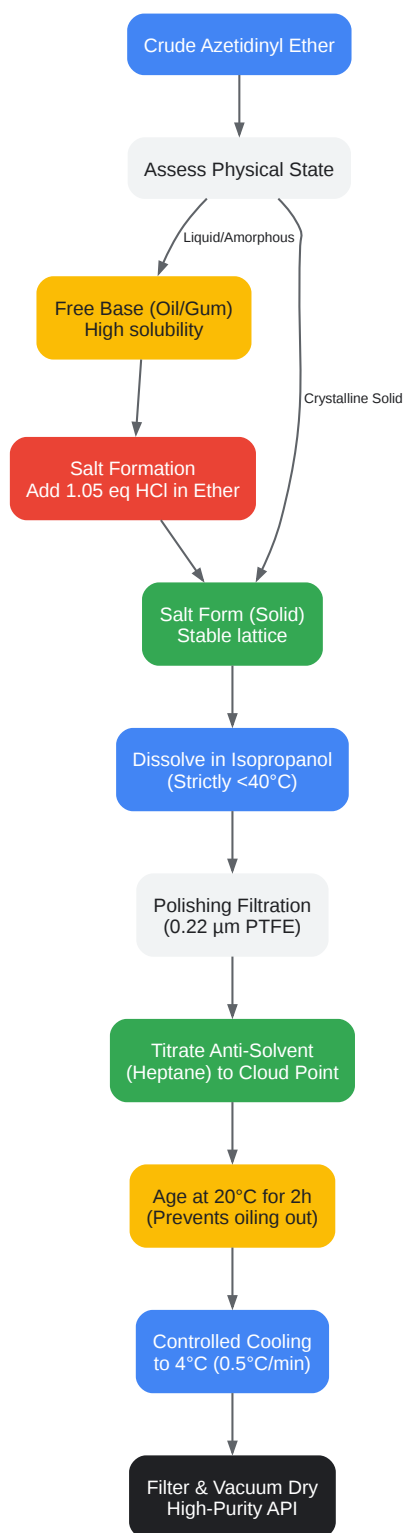 Crude Azetidinyl Ether
Assess Physical State
Liquid/Amorphous
Free Base (Oil/Gum)
High solubility
Crystalline Solid
Salt Formation
Add 1.05 eq HCl in Ether
Salt Form (Solid)
Stable lattice
Dissolve in Isopropanol
(Strictly <40°C)
Polishing Filtration
(0.22 µm PTFE)
Titrate Anti-Solvent
(Heptane) to Cloud Point
Age at 20°C for 2h
(Prevents oiling out)
Controlled Cooling
to 4°C (0.5°C/min)
Filter & Vacuum Dry
High-Purity API